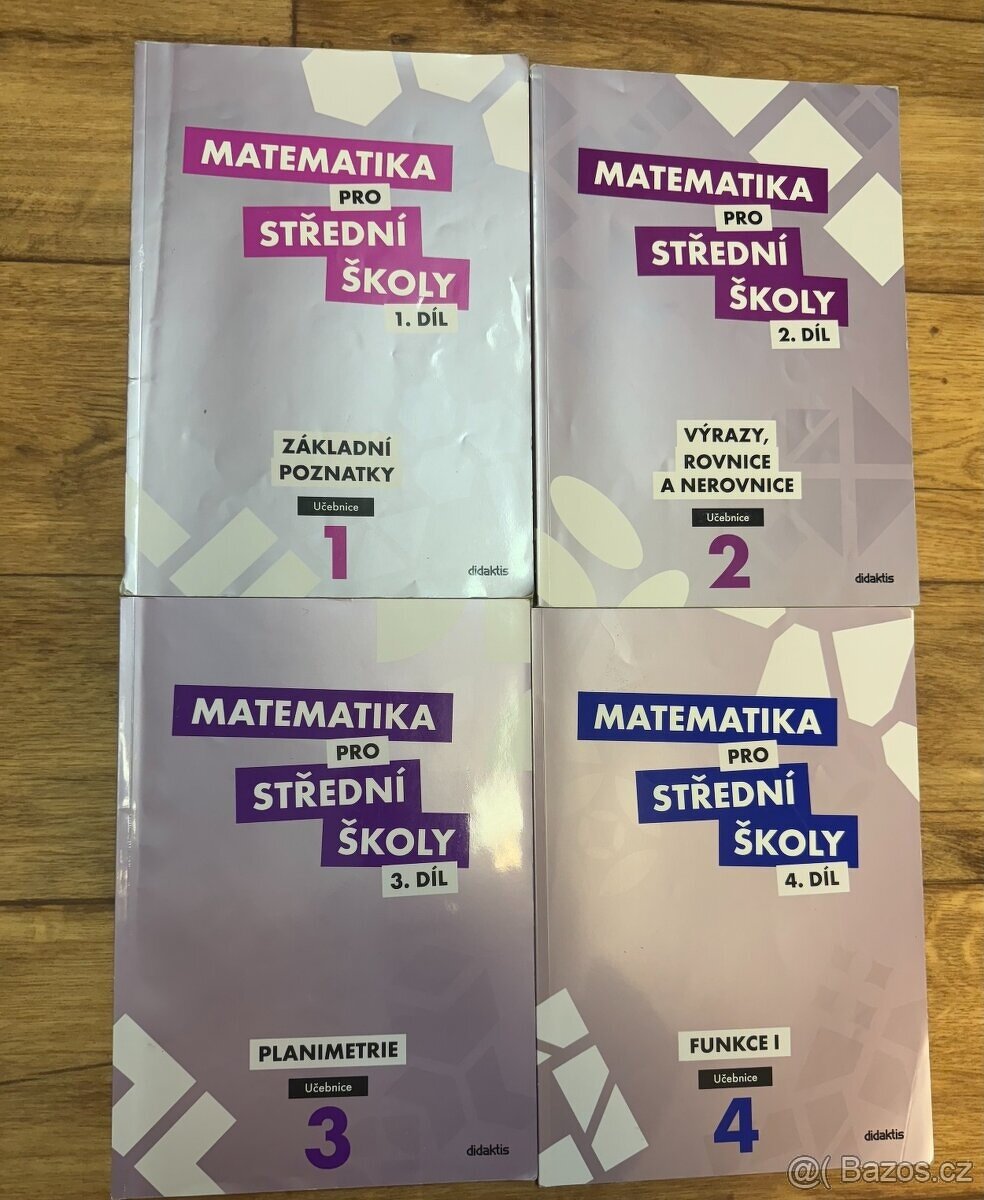 MATEMATIKA
PRO
STŘEDNÍ
ŠKOLY
1. DÍL
ZÁKLADNÍ
POZNATKY
Učebnice
1
didaktis
MATEMATIKA
PRO
STŘEDNÍ
ŠKOLY
2. DÍL
VÝRAZY,
ROVNICE
A NEROVNICE
Učebnice
2
didaktis
MATEMATIKA
PRO
STŘEDNÍ
ŠKOLY
3. DÍL
PLANIMETRIE
Učebnice
3
didaktis
MATEMATIKA
PRO
STŘEDNÍ
ŠKOLY
4. DÍL
FUNKCE I
Učebnice
4
didaktis
@( Bazos.cz